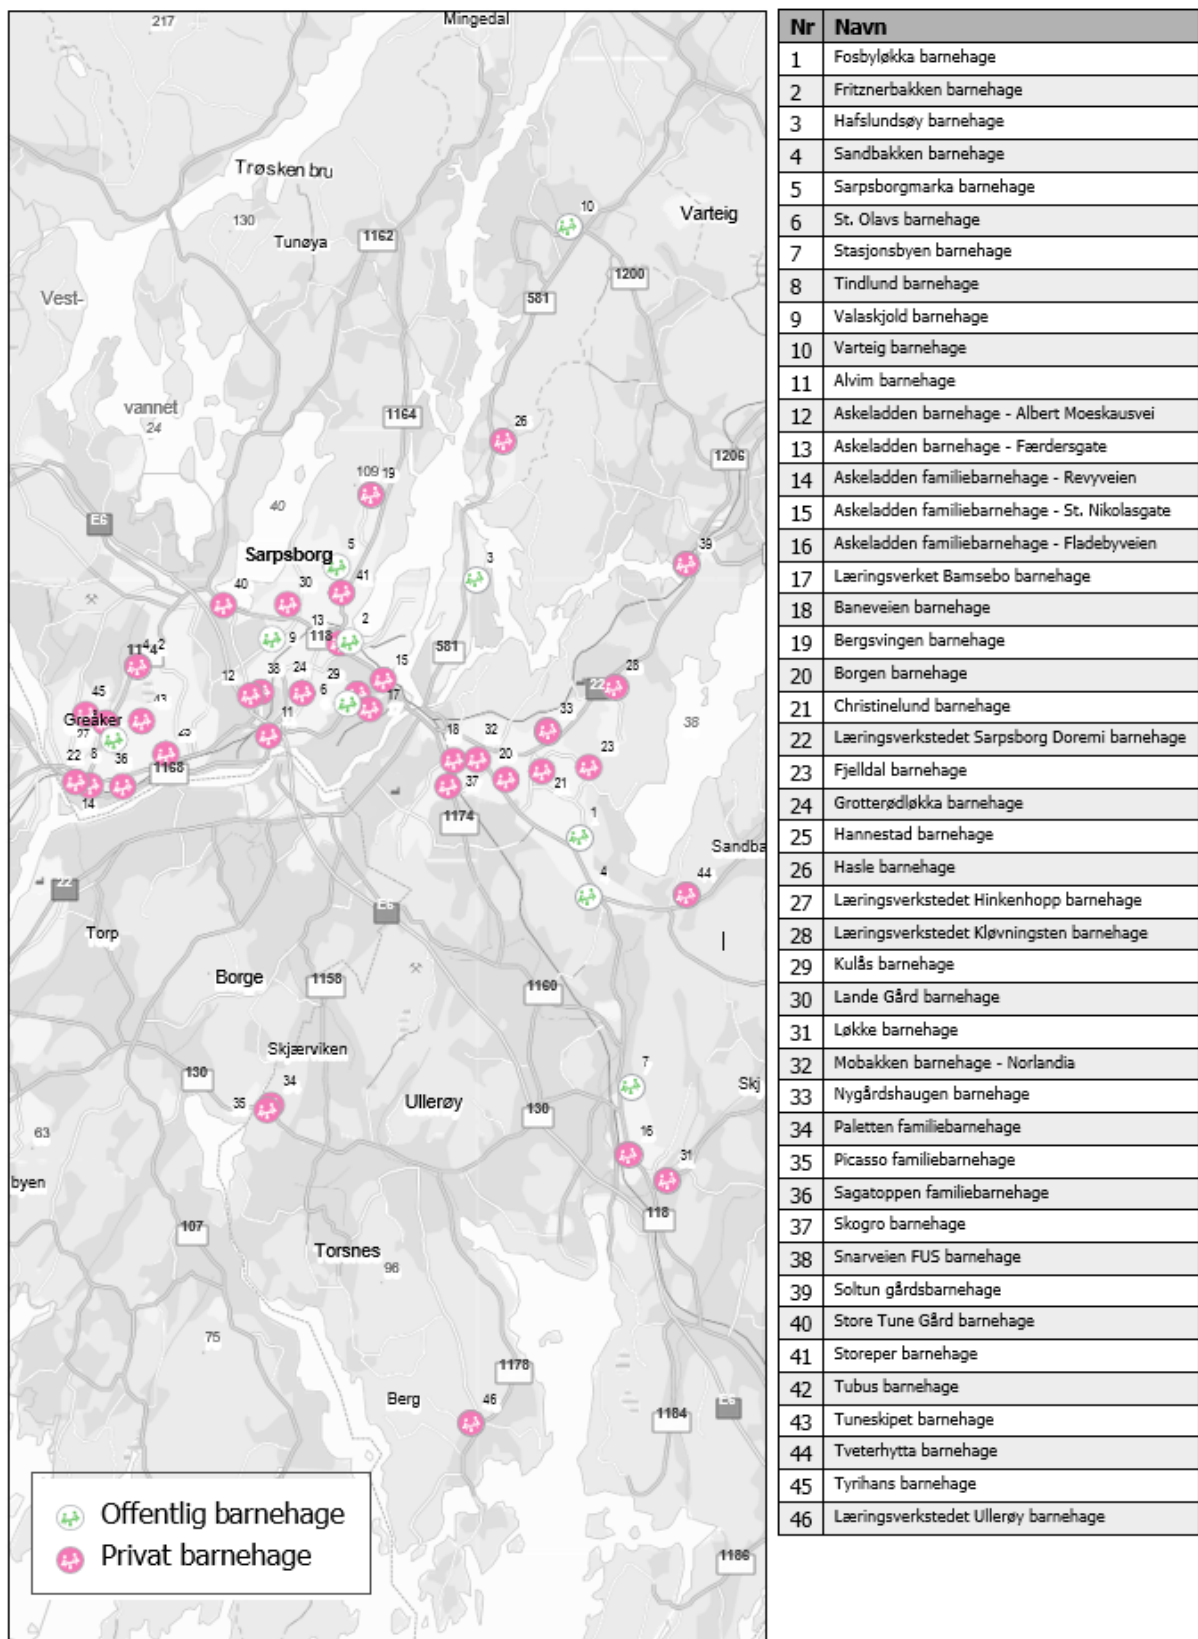 217
Mingedal
Trøsken bru
130
Tunøya
1162
10
Varteig
1200
581
Vest-
vannet
24
1164
26
1206
109
19
40
E6
Sarpsborg
5
3
39
40
30
41
13
2
118
9
581
15
28
12
38
24
29
6
17
22
38
45
43
11
33
Greåker
27
8
36
25
18
32
20
23
22
1168
21
14
37
1174
1
Sandba
4
44
22
E6
Torp
Borge
1158
1160
Skjærviken
7
130
34
Skj
35
Ullerøy
130
63
16
31
byen
107
118
Torsnes
96
75
1178
Berg
46
E6
1184
1186
Offentlig barnehage
Privat barnehage
Nr Navn
1 Fosbyløkka barnehage
2 Fritznerbakken barnehage
3 Hafslundsøy barnehage
4 Sandbakken barnehage
5 Sarpsborgmarka barnehage
6 St. Olavs barnehage
7 Stasjonsbyen barnehage
8 Tindlund barnehage
9 Valaskjold barnehage
10 Varteig barnehage
11 Alvim barnehage
12 Askeladden barnehage - Albert Moeskausvei
13 Askeladden barnehage - Færdersgate
14 Askeladden familiebarnehage - Revyveien
15 Askeladden familiebarnehage - St. Nikolasgate
16 Askeladden familiebarnehage - Fladebyveien
17 Læringsverket Bamsebo barnehage
18 Baneveien barnehage
19 Bergsvingen barnehage
20 Borgen barnehage
21 Christinelund barnehage
22 Læringsverkstedet Sarpsborg Doremi barnehage
23 Fjelldal barnehage
24 Grotterødløkka barnehage
25 Hannestad barnehage
26 Hasle barnehage
27 Læringsverkstedet Hinkenhopp barnehage
28 Læringsverkstedet Kløvningsten barnehage
29 Kulås barnehage
30 Lande Gård barnehage
31 Løkke barnehage
32 Mobakken barnehage - Norlandia
33 Nygårdshaugen barnehage
34 Paletten familiebarnehage
35 Picasso familiebarnehage
36 Sagatoppen familiebarnehage
37 Skogro barnehage
38 Snarveien FUS barnehage
39 Soltun gårdsbarnehage
40 Store Tune Gård barnehage
41 Storeper barnehage
42 Tubus barnehage
43 Tuneskipet barnehage
44 Tveterhytta barnehage
45 Tyrihans barnehage
46 Læringsverkstedet Ullerøy barnehage